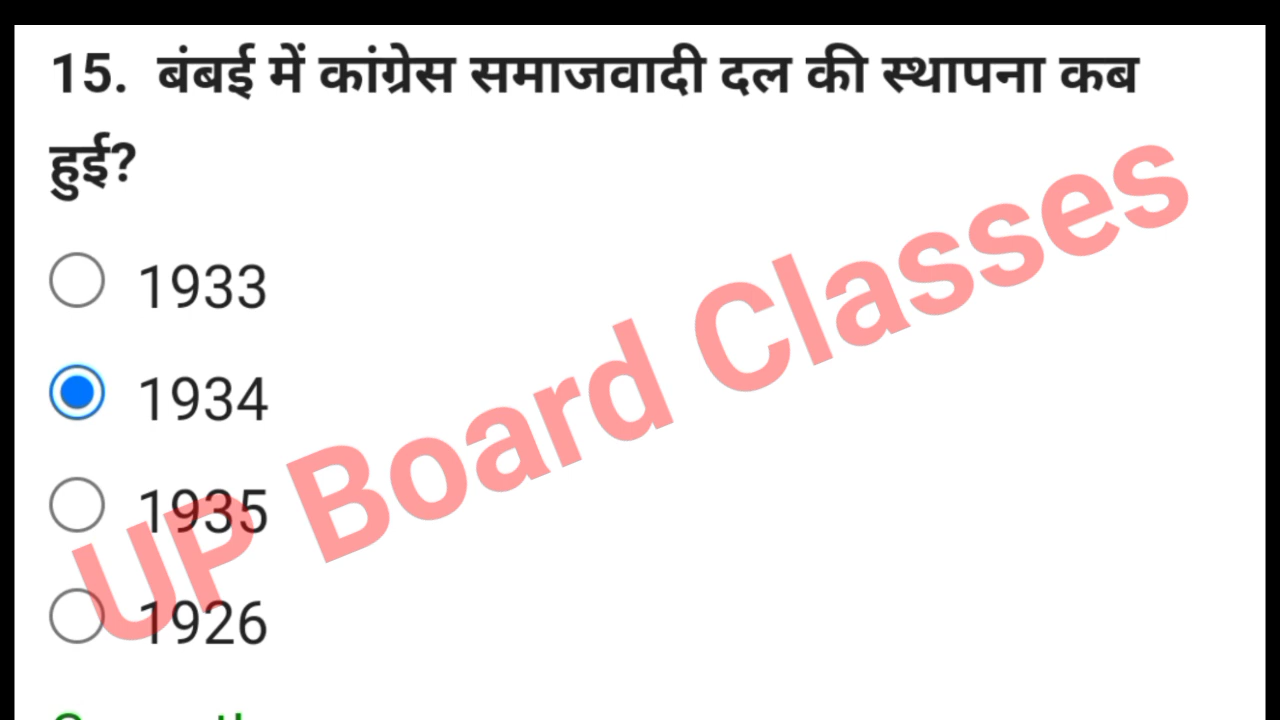 15. बंबई में कांग्रेस समाजवादी दल की स्थापना कब
हुई?
1933
1934
1935
1926
UP Board Classes